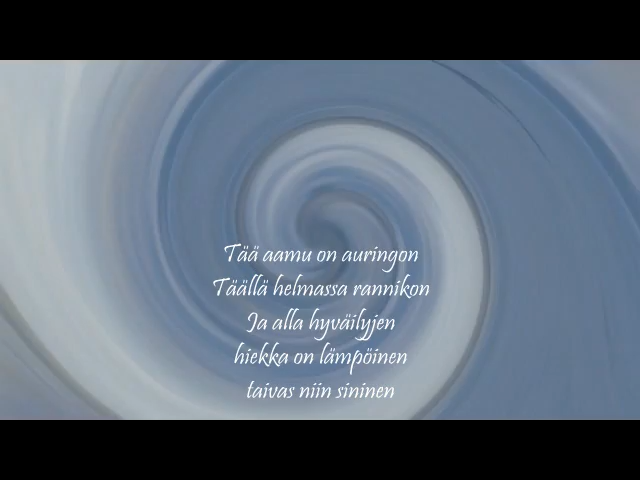 Tää aamu on auringon
Täällä helmassa rannikon
Ja alla hyväilyjen
hiekka on lämpöinen
taivas niin sininen